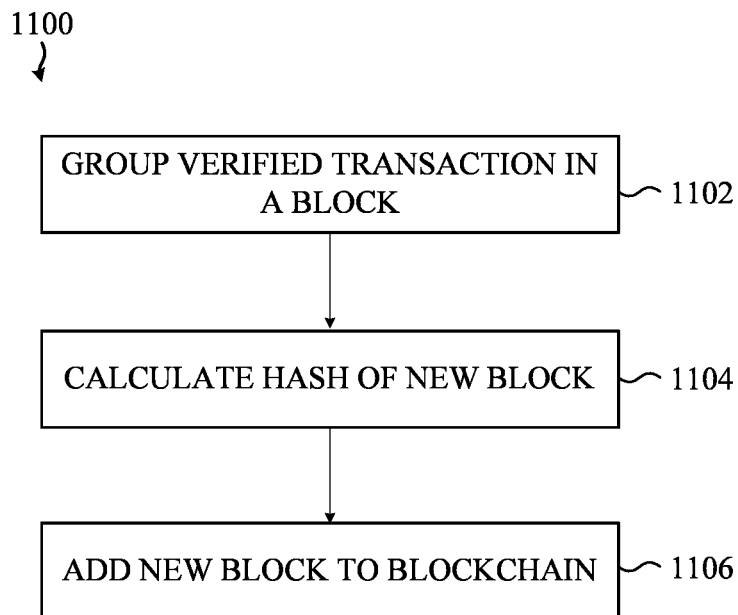 1100
GROUP VERIFIED TRANSACTION IN
A BLOCK
1102
CALCULATE HASH OF NEW BLOCK
1104
ADD NEW BLOCK TO BLOCKCHAIN
1106